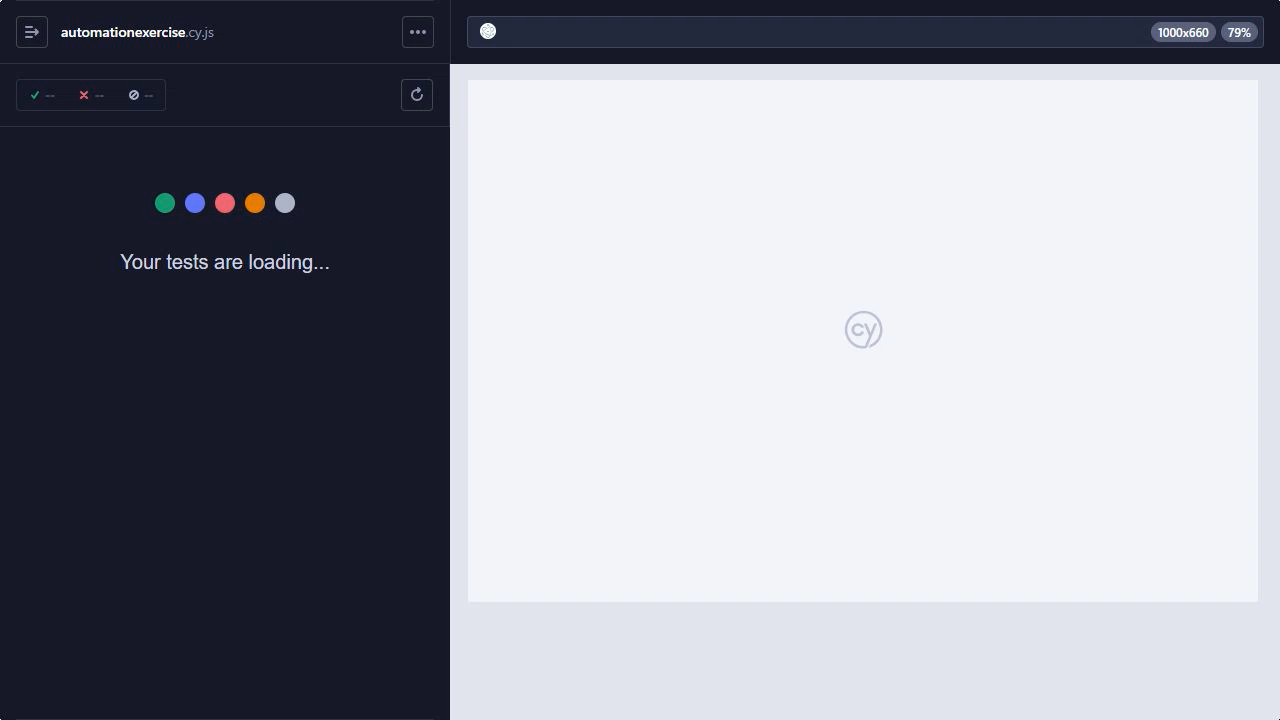 automationexercise.cy.js
1000x660
79%
--
--
--
Your tests are loading...
cy